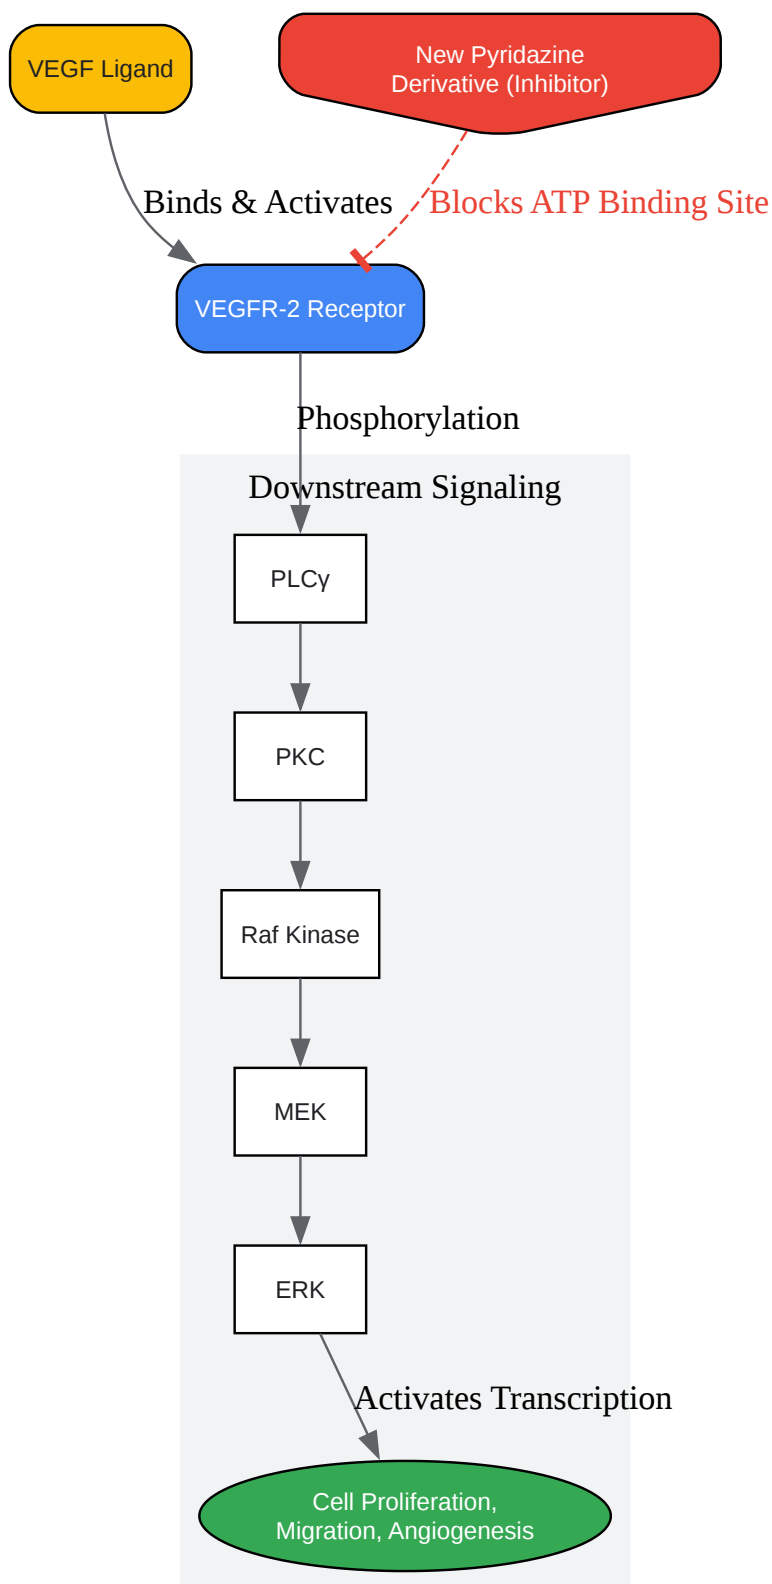 VEGF Ligand
New Pyridazine
Derivative (Inhibitor)
Binds & Activates
Blocks ATP Binding Site
VEGFR-2 Receptor
Phosphorylation
Downstream Signaling
PLCγ
PKC
Raf Kinase
MEK
ERK
Activates Transcription
Cell Proliferation,
Migration, Angiogenesis